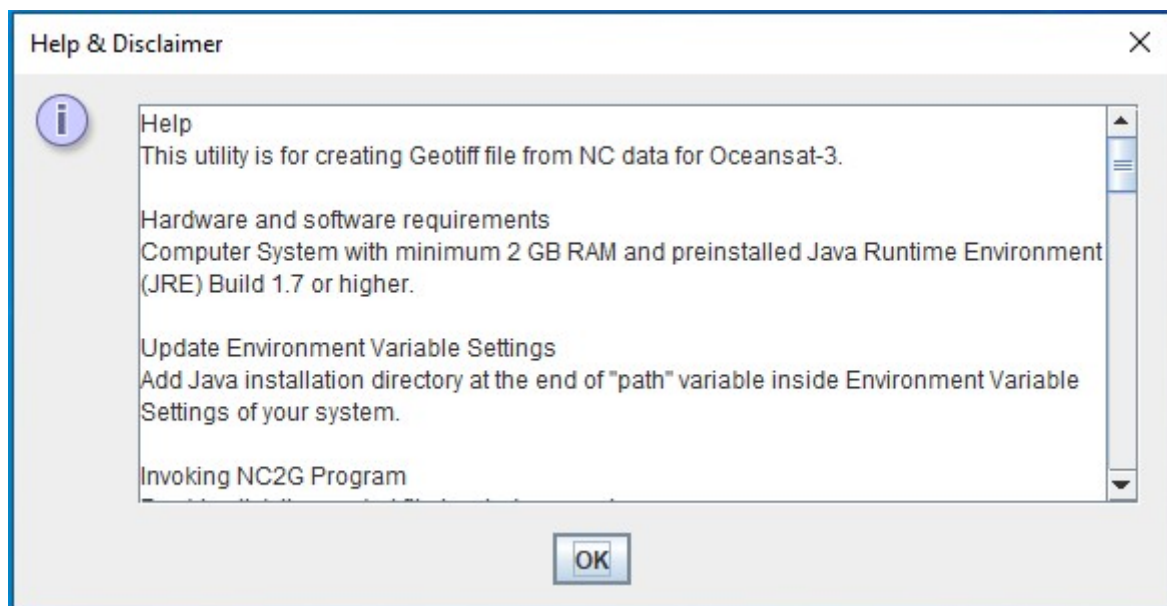 Help & Disclaimer
Help
This utility is for creating Geotiff file from NC data for Oceansat-3.
Hardware and software requirements
Computer System with minimum 2 GB RAM and preinstalled Java Runtime Environment
(JRE) Build 1.7 or higher.
Update Environment Variable Settings
Add Java installation directory at the end of "path" variable inside Environment Variable
Settings of your system.
Invoking NC2G Program
OK